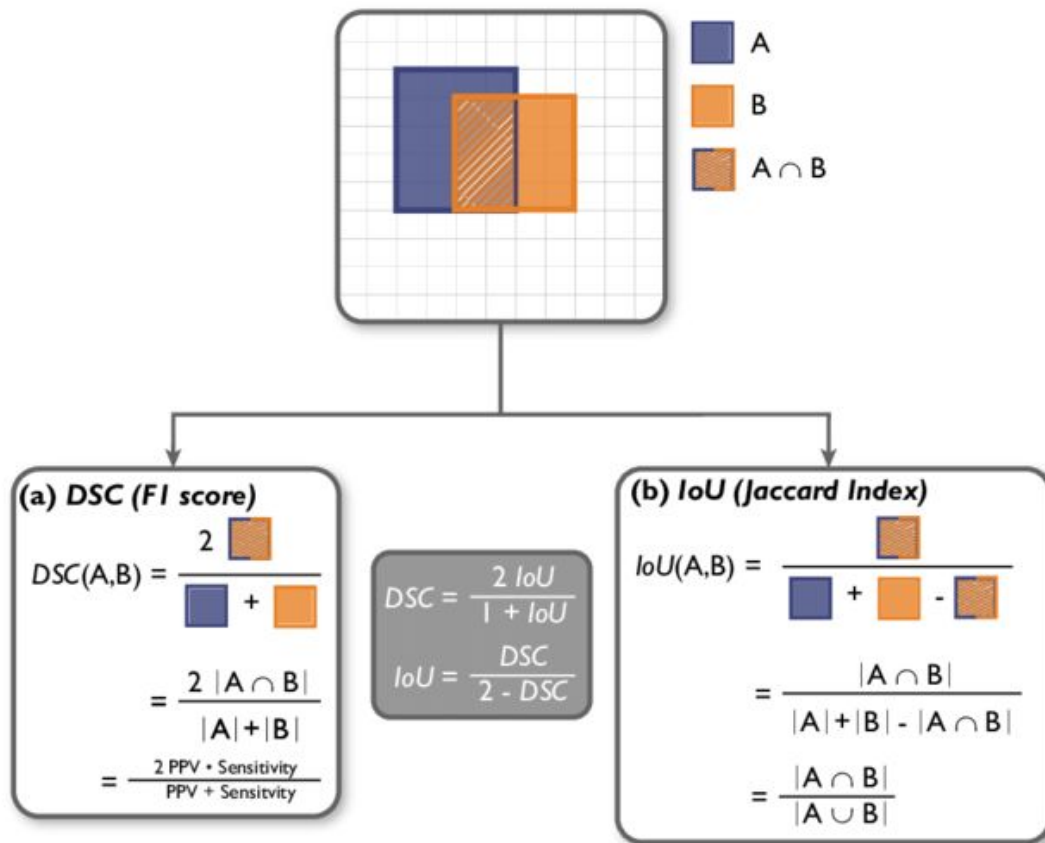 A
B
A ∩ B
(a) DSC (F1 score)
DSC(A,B) = 2 / +
= 2 |A ∩ B| / |A|+|B|
= 2 PPV • Sensitivity / PPV + Sensitvity
DSC = 2 IoU / 1 + IoU
IoU = DSC / 2 - DSC
(b) IoU (Jaccard Index)
IoU(A,B) = / + -
= |A ∩ B| / |A|+|B| - |A ∩ B|
= |A ∩ B| / |A ∪ B|